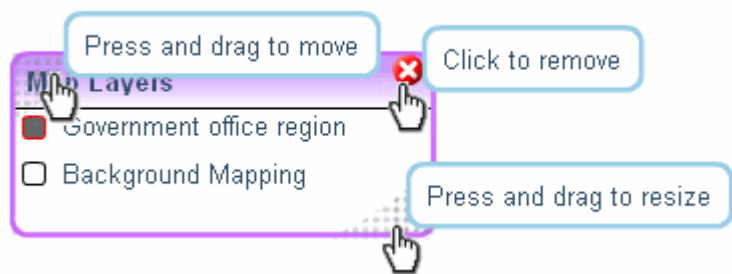 Press and drag to move
Click to remove
Map Layers
Government office region
Background Mapping
Press and drag to resize